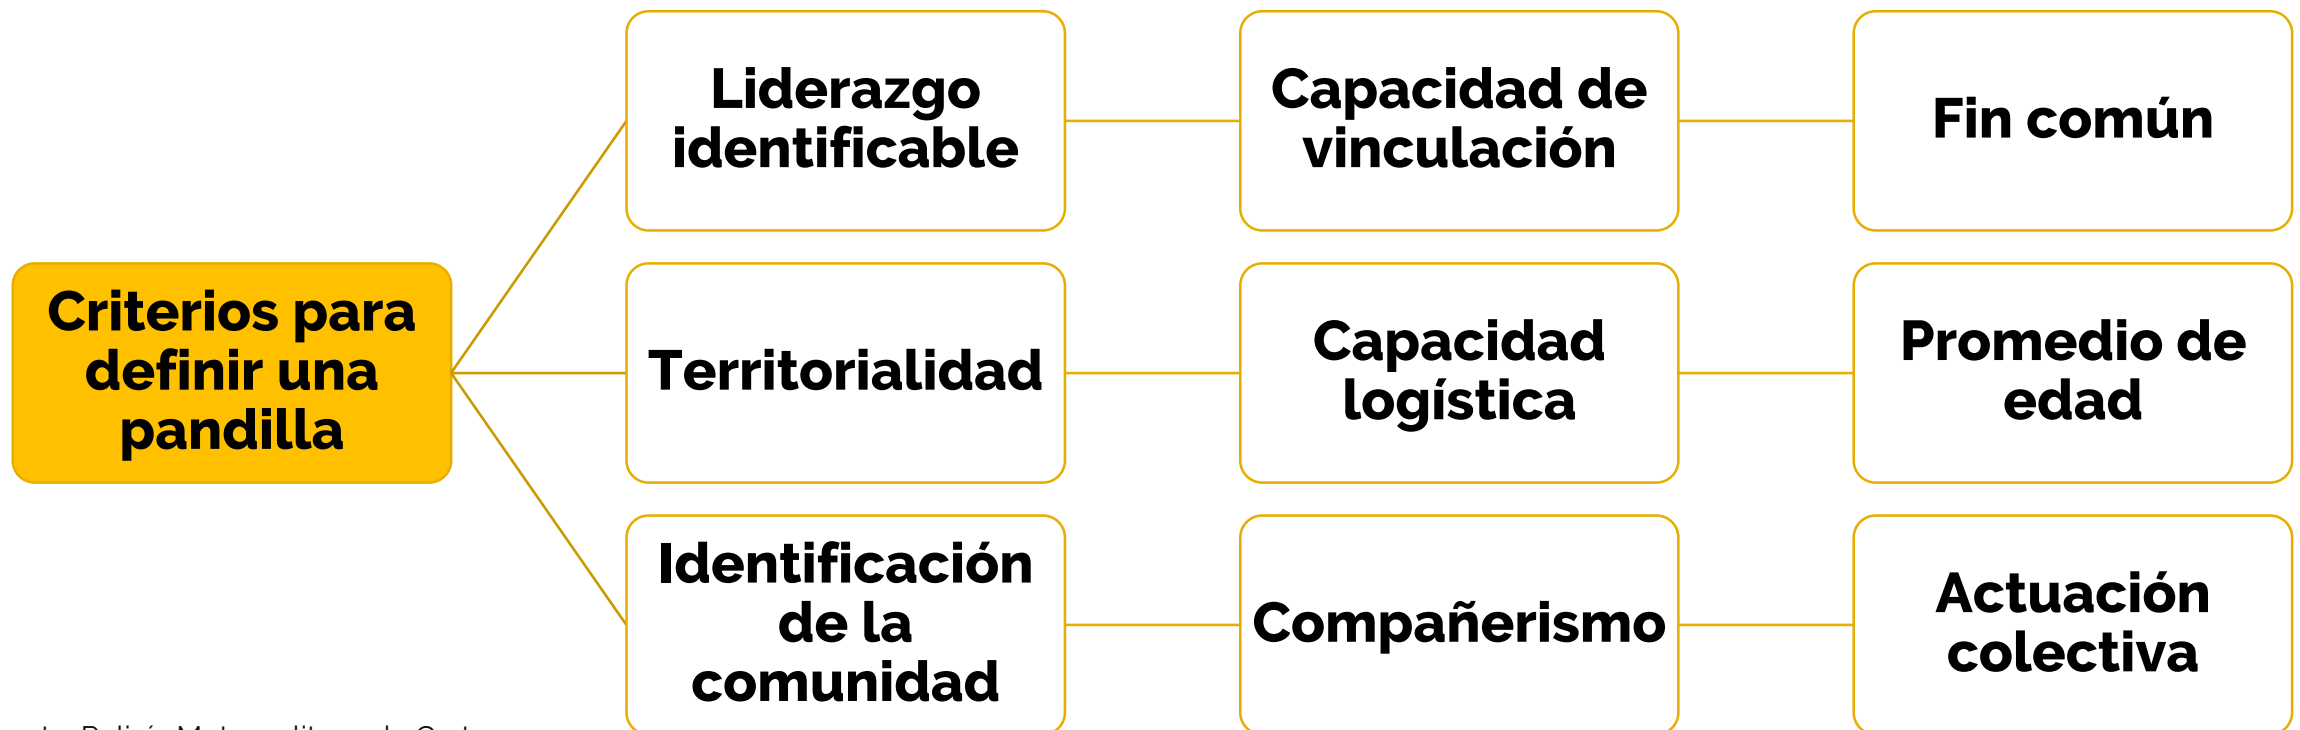 Liderazgo
identificable
Capacidad de
vinculación
Fin común
Criterios para
definir una
pandilla
Territorialidad
Capacidad
logística
Promedio de
edad
Identificación
de la
comunidad
Compañerismo
Actuación
colectiva